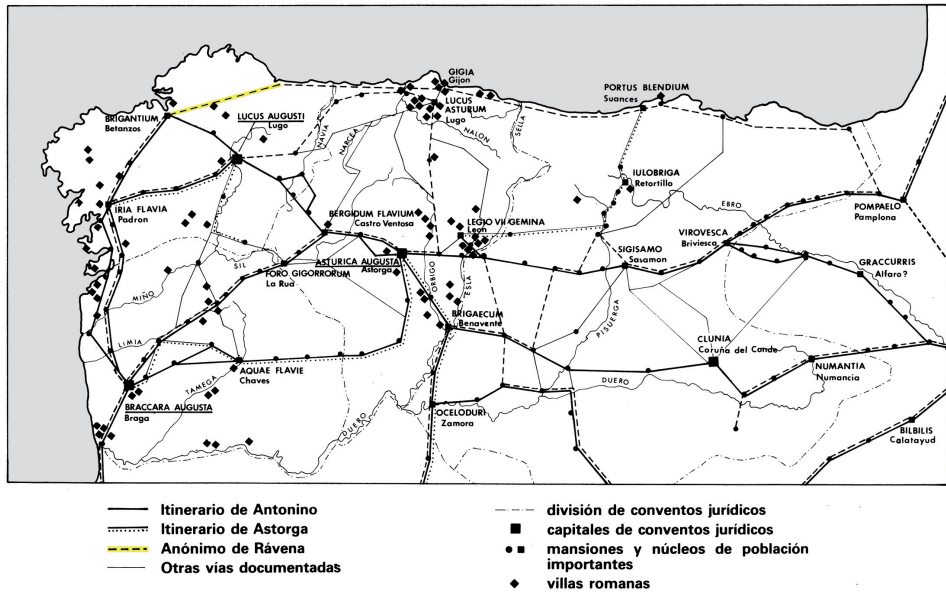 GIGIA
Gijon
PORTUS BLENDIUM
Suances
LUCUS
ASTURUM
Lugo
BRIGANTIUM
Betanzos
LUCUS AUGUSTI
Lugo
NAVIA
NARCEA
NALON
SELLA
IULOBRIGA
Retortillo
EBRO
IRIA FLAVIA
Padron
BERGIDUM FLAVIUM
Castro Ventosa
LEGIO VII GEMINA
León
POMPAELO
Pamplona
VIROVESCA
Briviesca
SIL
ASTURICA AUGUSTA
Astorga
SIGISAMO
Sasamon
GRACCURRIS
Alfaro?
FORO GIGORRORUM
La Rua
ORBIGO
ESLA
MIÑO
PISUERGA
BRIGAECUM
Benavente
LIMIA
CLUNIA
Coruña del Conde
AQUAE FLAVIE
Chaves
NUMANTIA
Numancia
TAMEGA
DUERO
BRACCARA AUGUSTA
Braga
DUERO
OCELODURI
Zamora
BILBILIS
Calatayud
Itinerario de Antonino
Itinerario de Astorga
Anónimo de Rávena
Otras vías documentadas
división de conventos jurídicos
capitales de conventos jurídicos
mansiones y núcleos de población
importantes
villas romanas